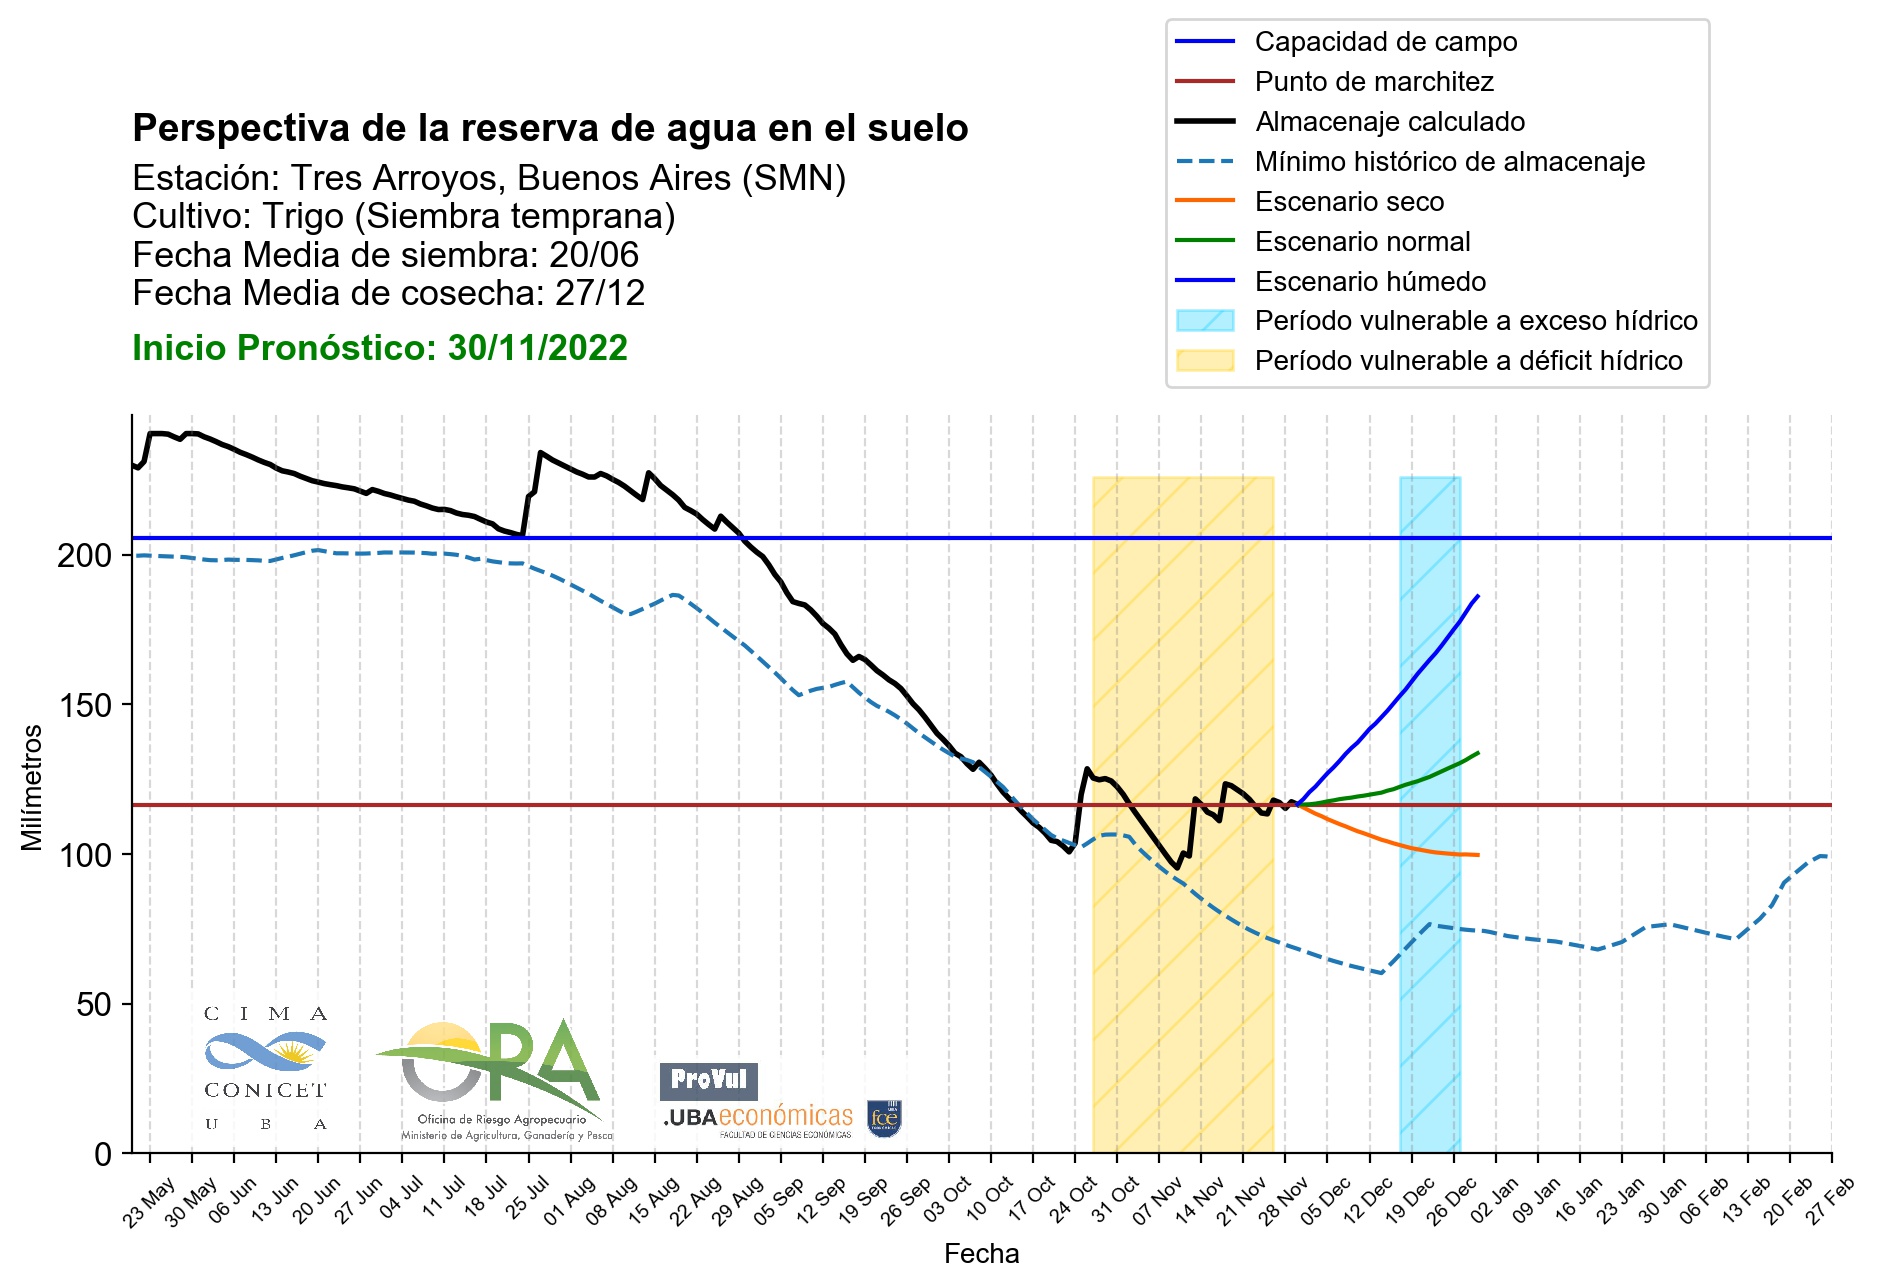 Capacidad de campo
Punto de marchitez
Almacenaje calculado
Mínimo histórico de almacenaje
Escenario seco
Escenario normal
Escenario húmedo
Período vulnerable a exceso hídrico
Período vulnerable a déficit hídrico
Perspectiva de la reserva de agua en el suelo
Estación: Tres Arroyos, Buenos Aires (SMN)
Cultivo: Trigo (Siembra temprana)
Fecha Media de siembra: 20/06
Fecha Media de cosecha: 27/12
Inicio Pronóstico: 30/11/2022
Milímetros
200
150
100
50
0
C I M A
CONICET
U B A
ORA
Oficina de Riesgo Agropecuario
Ministerio de Agricultura, Ganadería y Pesca
ProVul
.UBAeconómicas
FACULTAD DE CIENCIAS ECONÓMICAS
UBA
fce
ECONÓMICAS
23 May
30 May
06 Jun
13 Jun
20 Jun
27 Jun
04 Jul
11 Jul
18 Jul
25 Jul
01 Aug
08 Aug
15 Aug
22 Aug
29 Aug
05 Sep
12 Sep
19 Sep
26 Sep
03 Oct
10 Oct
17 Oct
24 Oct
31 Oct
07 Nov
14 Nov
21 Nov
28 Nov
05 Dec
12 Dec
19 Dec
26 Dec
02 Jan
09 Jan
16 Jan
23 Jan
30 Jan
06 Feb
13 Feb
20 Feb
27 Feb
Fecha